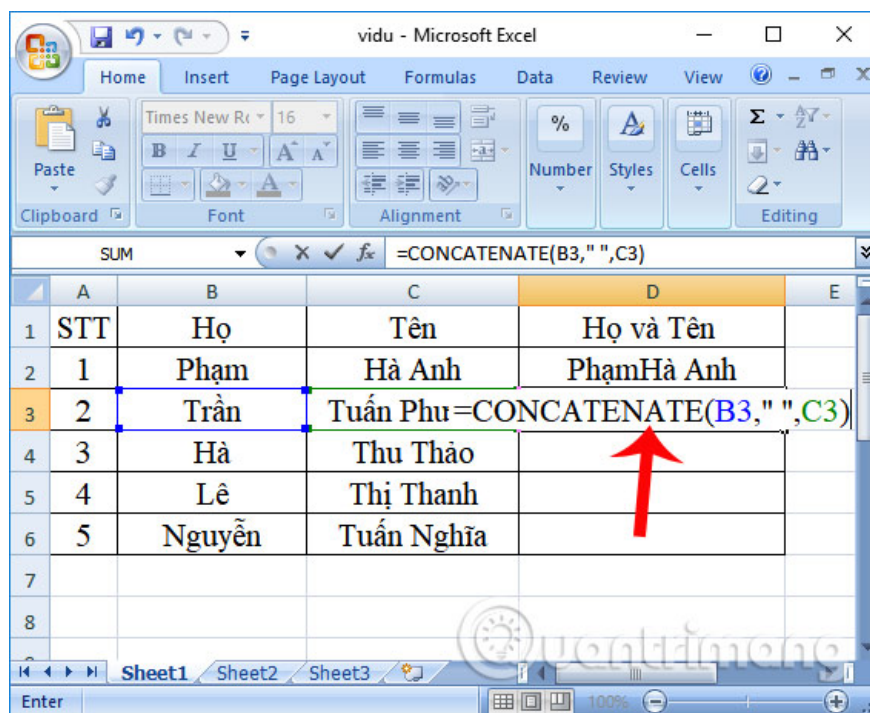 vidu - Microsoft Excel
Home Insert Page Layout Formulas Data Review View
Times New Ro 16
B I U A A
% Σ
Paste Number Styles Cells
Clipboard Font Alignment Editing
SUM fx =CONCATENATE(B3," ",C3)
A B C D E
1 STT Họ Tên Họ và Tên
2 1 Phạm Hà Anh PhạmHà Anh
3 2 Trần Tuấn =CONCATENATE(B3," ",C3)
4 3 Hà Thu Thảo
5 4 Lê Thị Thanh
6 5 Nguyễn Tuấn Nghĩa
7
8
Quantrimang
Sheet1 Sheet2 Sheet3
Enter 100%